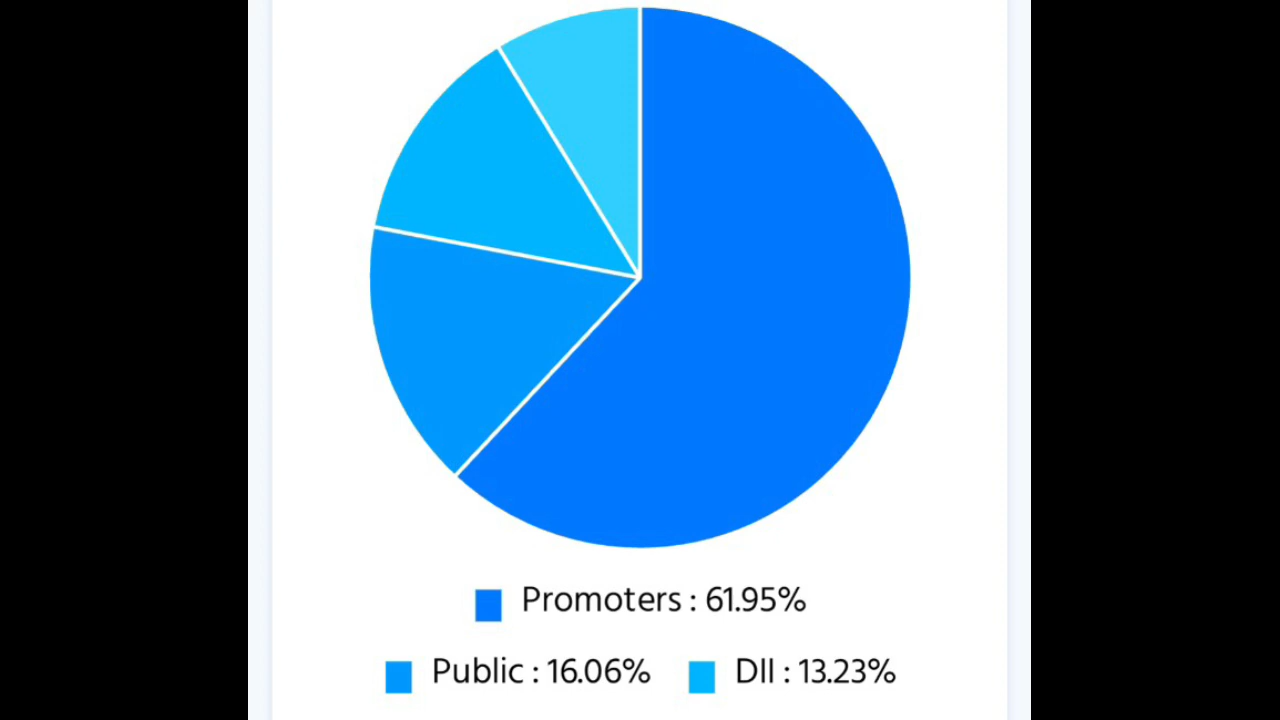 Promoters : 61.95%
Public : 16.06% DII : 13.23%